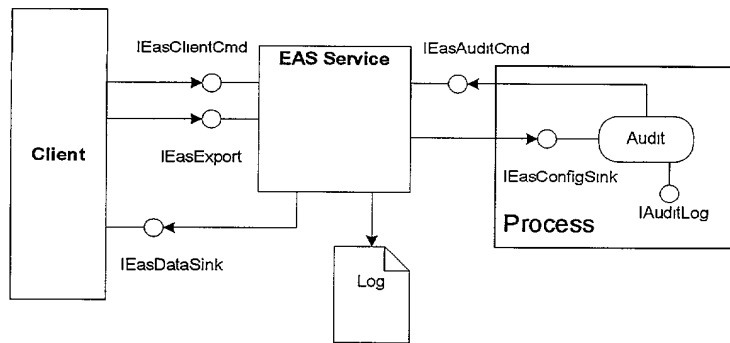 IEasClientCmd
EAS Service
IEasAuditCmd
Client
IEasExport
Audit
IEasConfigSink
IAuditLog
Process
IEasDataSink
Log